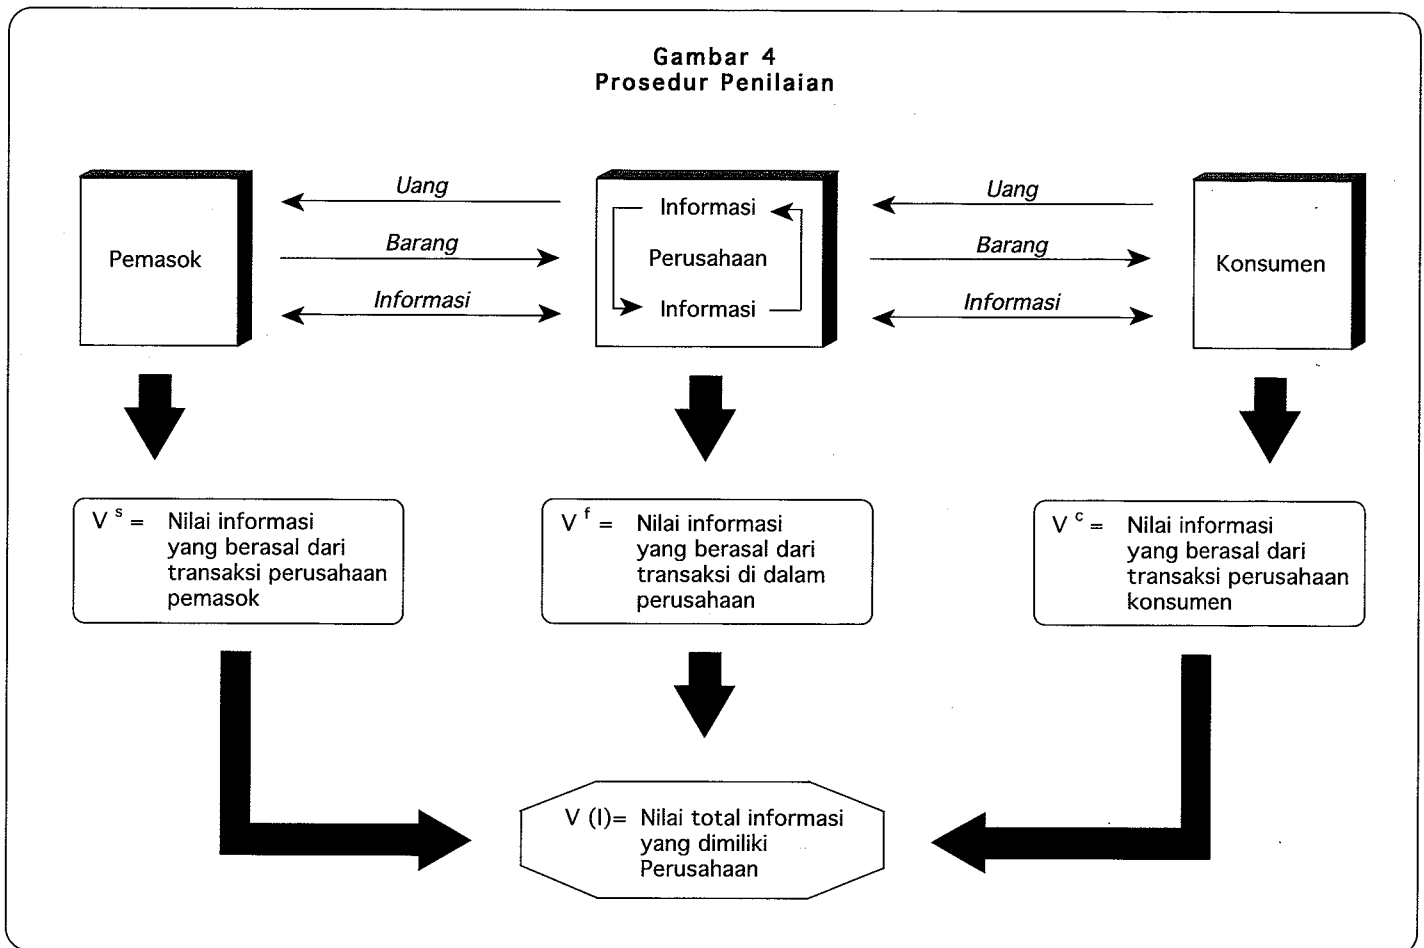 Gambar 4
Prosedur Penilaian
Uang
Uang
Informasi
Barang
Barang
Pemasok
Perusahaan
Konsumen
Informasi
Informasi
Informasi
V s = Nilai informasi
yang berasal dari
transaksi perusahaan
pemasok
V f = Nilai informasi
yang berasal dari
transaksi di dalam
perusahaan
V c = Nilai informasi
yang berasal dari
transaksi perusahaan
konsumen
V (I)= Nilai total informasi
yang dimiliki
Perusahaan